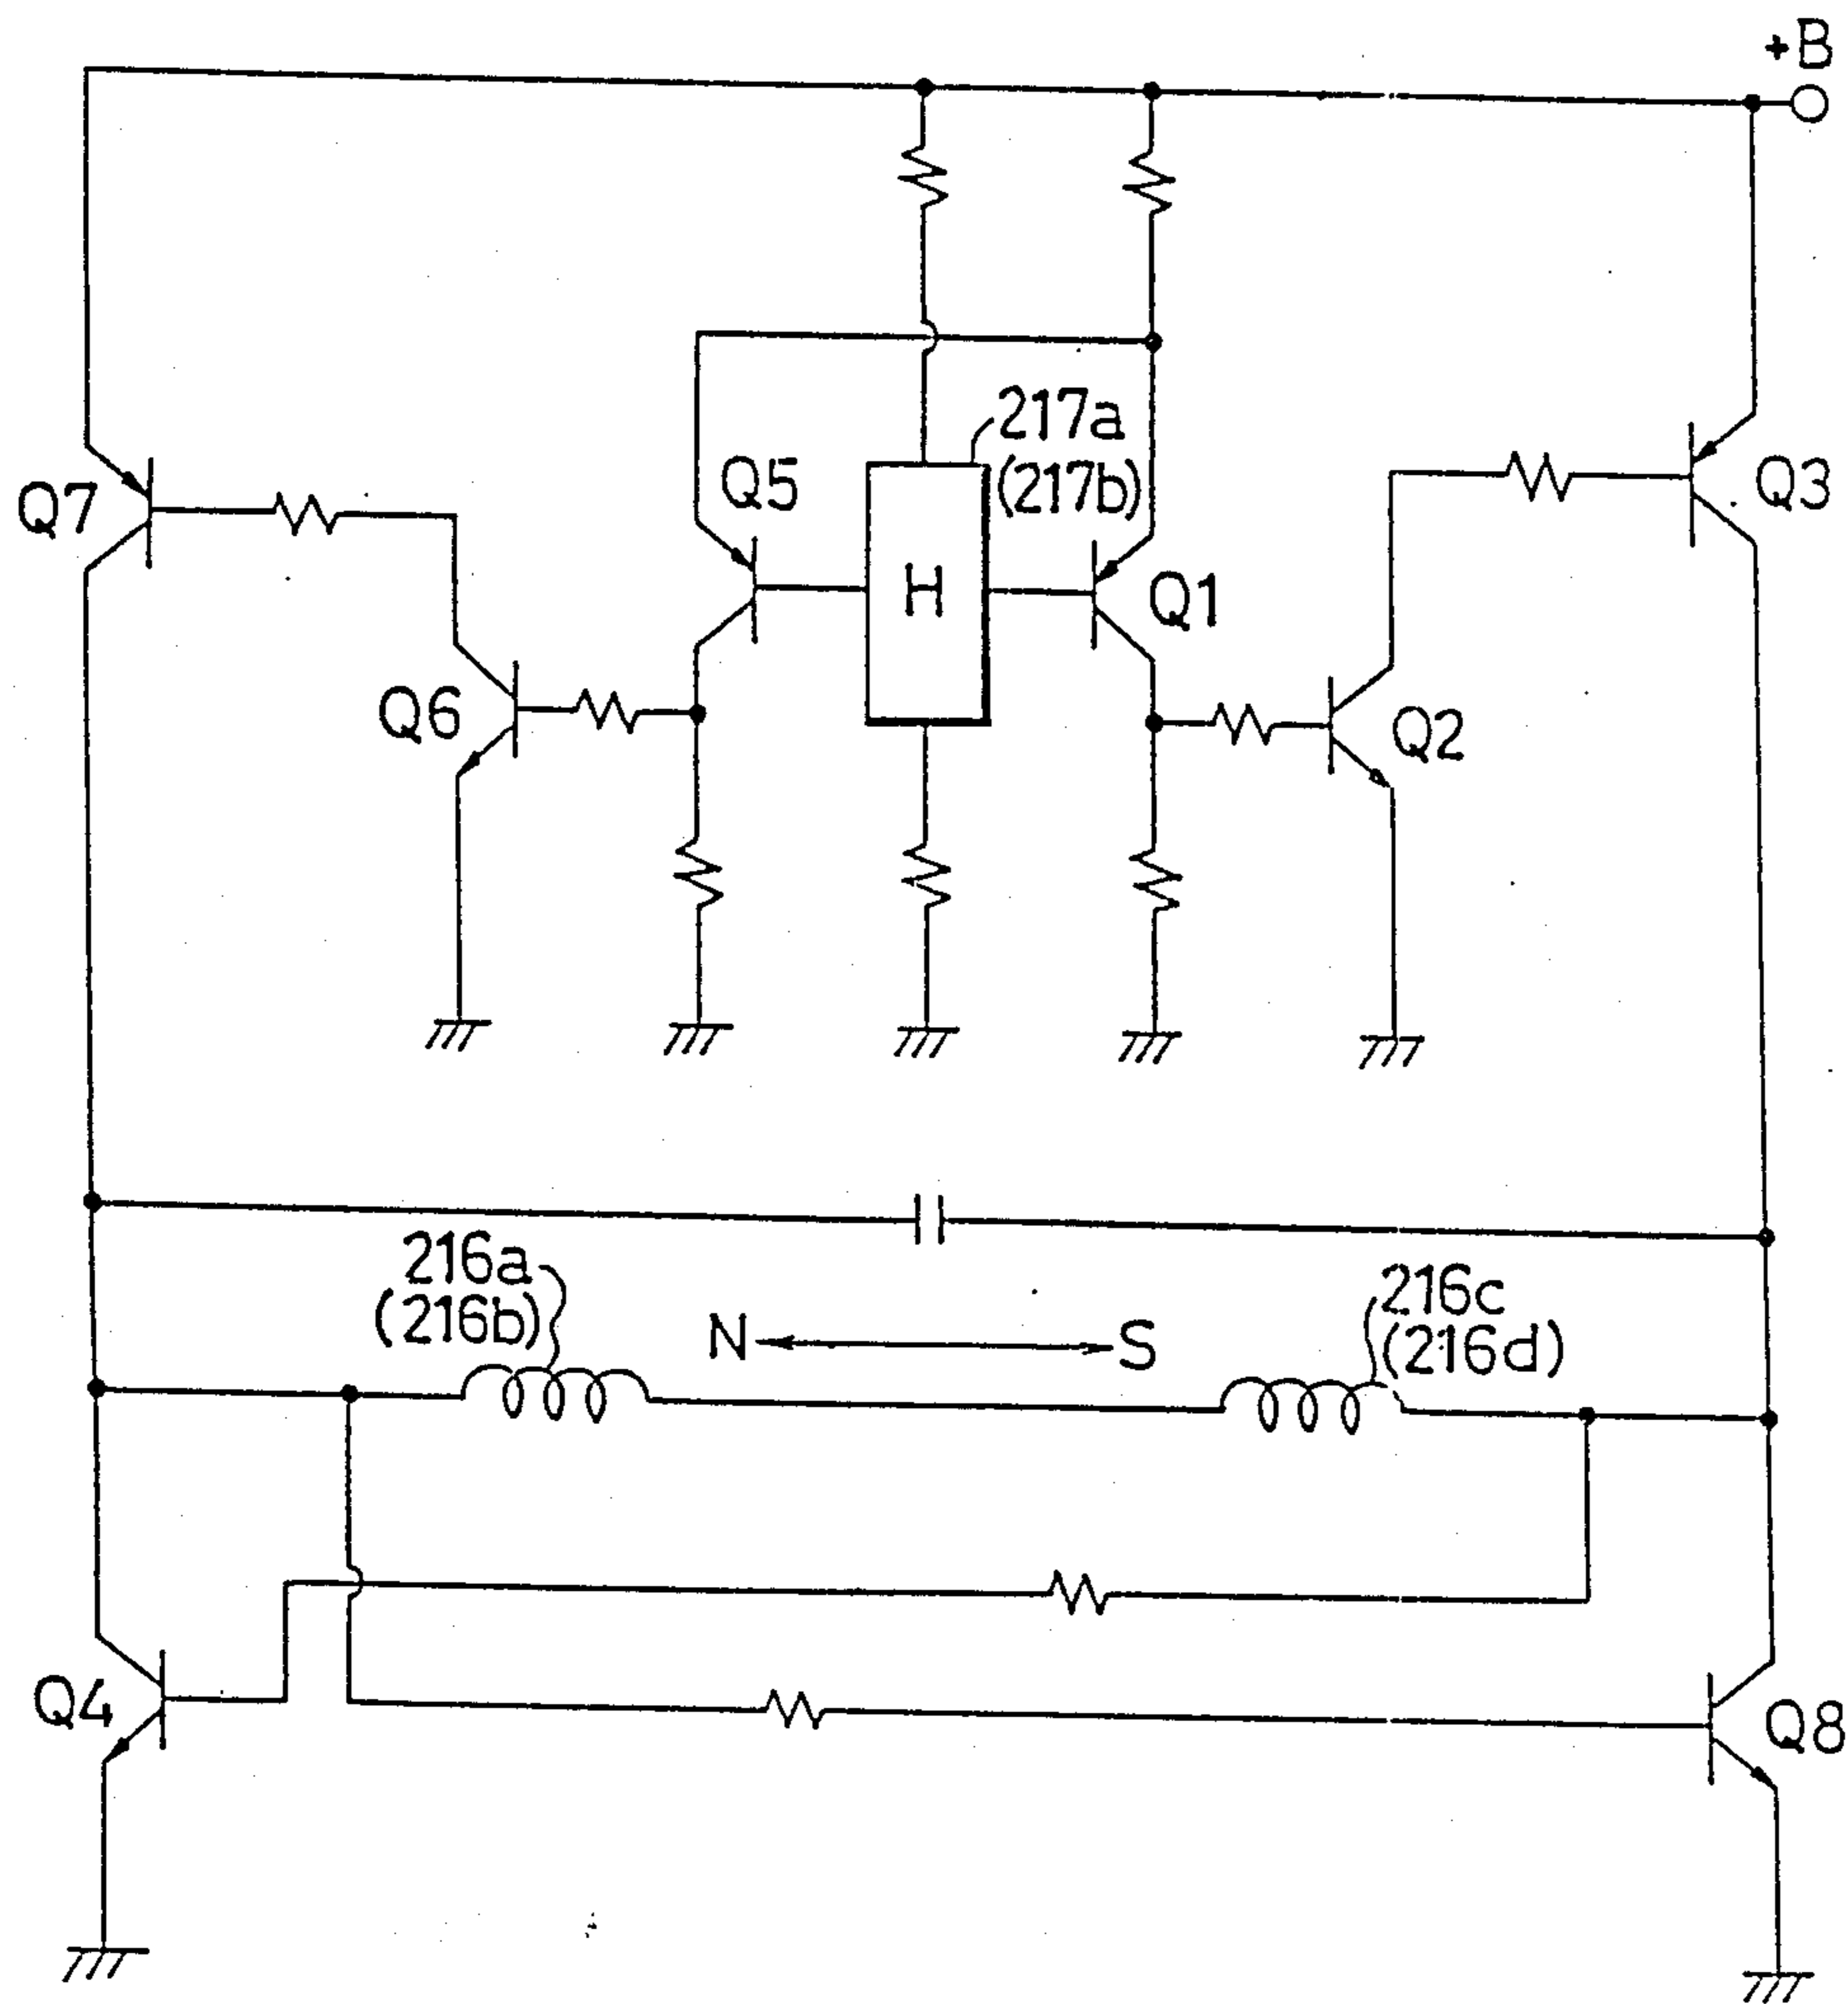 +B
217a
(217b)
Q5
Q7
Q3
H
Q1
Q6
Q2
216a
(216b)
N
S
216c
(216d)
Q4
Q8